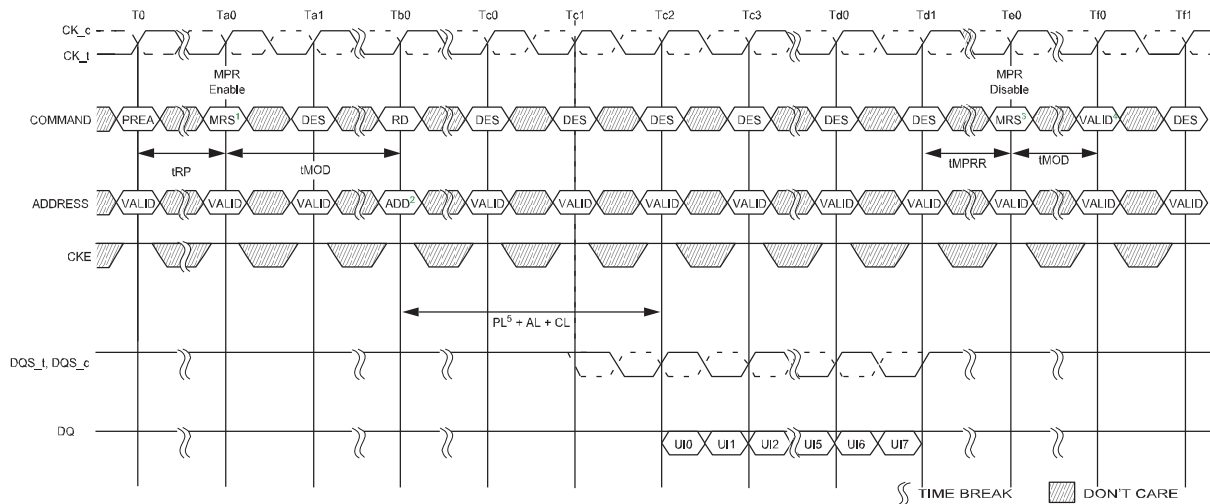 T0 Ta0 Ta1 Tb0 Tc0 Tc1 Tc2 Tc3 Td0 Td1 Te0 Tf0 Tf1
CK_c
CK_t
MPR Enable
MPR Disable
COMMAND PREA MRS1 DES RD DES DES DES DES DES DES MRS3 VALID4 DES
tRP tMOD tMPRR tMOD
ADDRESS VALID VALID VALID ADD2 VALID VALID VALID VALID VALID VALID VALID VALID VALID
CKE
PL5 + AL + CL
DQS_t, DQS_c
DQ UI0 UI1 UI2 UI5 UI6 UI7
TIME BREAK DON'T CARE